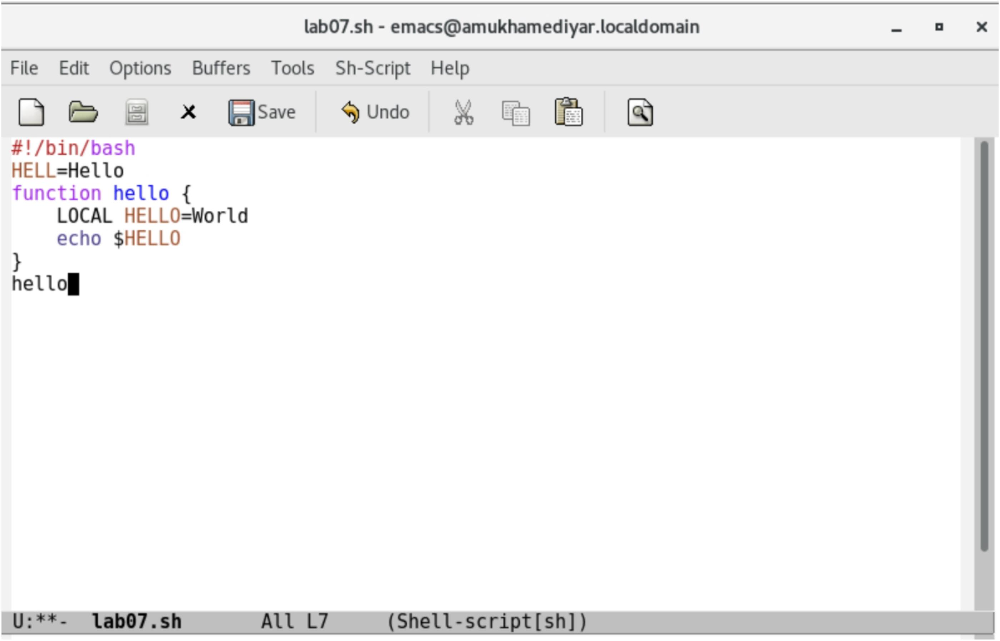 lab07.sh - emacs@amukhamediyar.localdomain
File Edit Options Buffers Tools Sh-Script Help
Save Undo
#!/bin/bash
HELL=Hello
function hello {
    LOCAL HELLO=World
    echo $HELLO
}
hello
U:**-  lab07.sh       All L7     (Shell-script[sh])